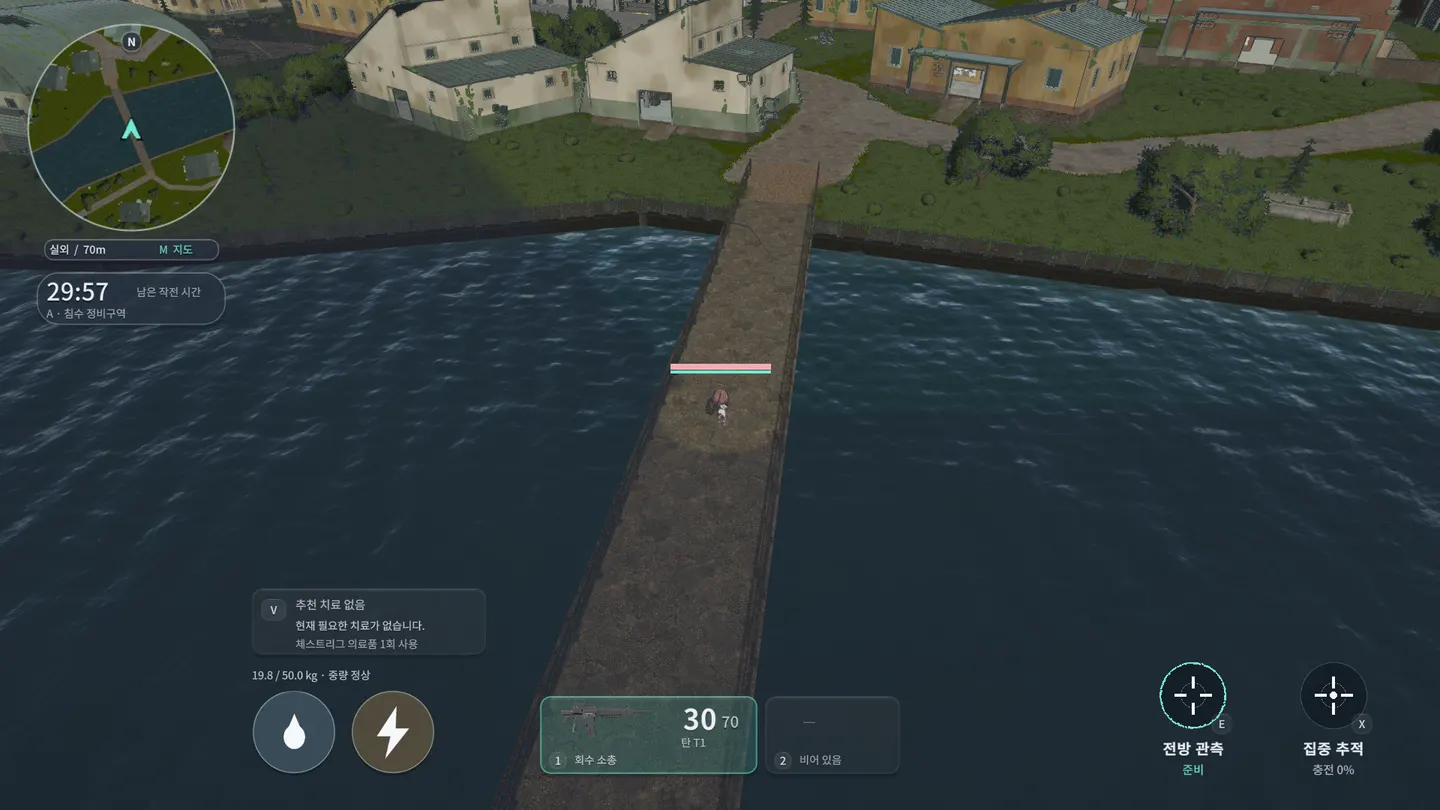 N
실외 / 70m M 지도
29:57 남은 작전 시간
A · 침수 정비구역
V 추천 치료 없음
현재 필요한 치료가 없습니다.
체스트리그 의료품 1회 사용
19.8 / 50.0 kg · 중량 정상
30 70
탄 T1
1 회수 소총
—
2 비어 있음
E
전방 관측
준비
X
집중 추적
충전 0%